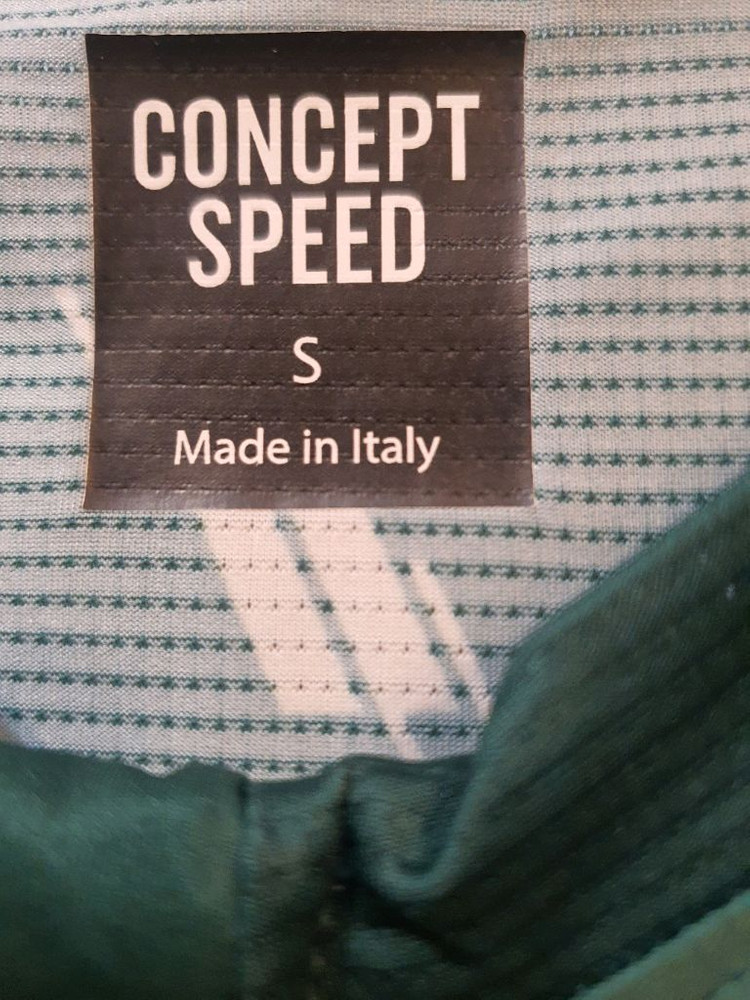 CONCEPT
SPEED
S
Made in Italy